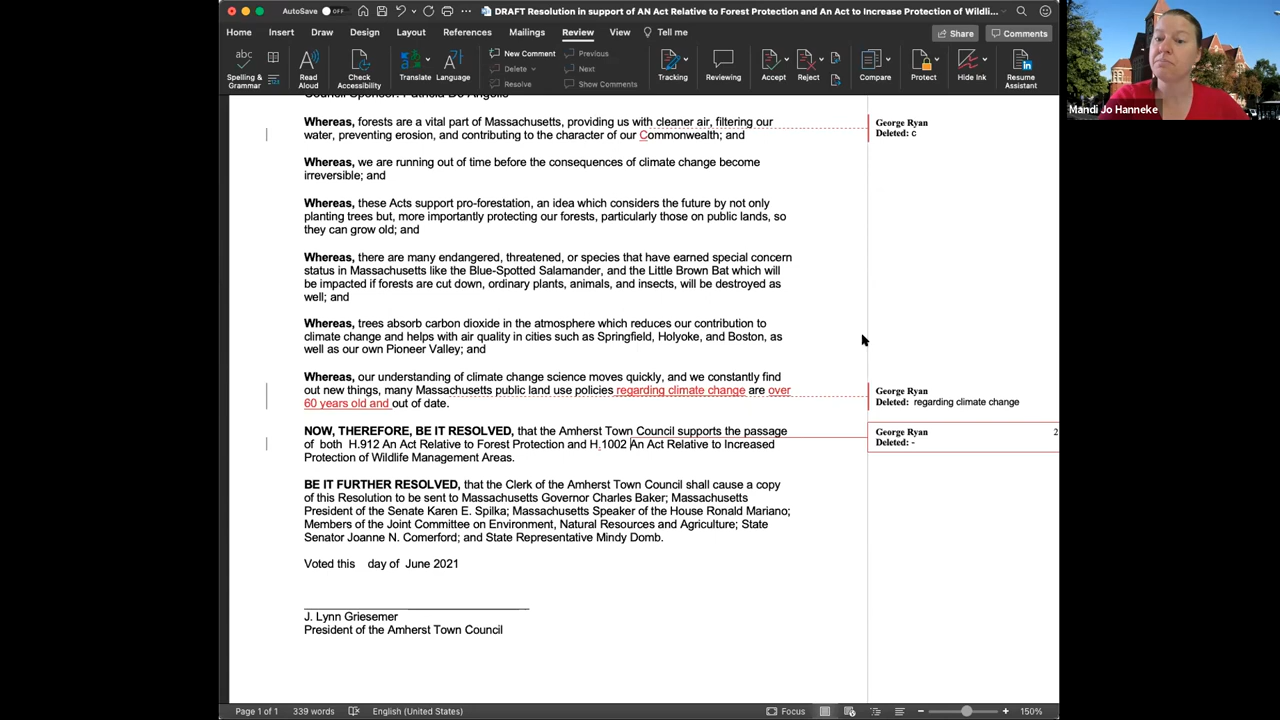 AutoSave OFF
DRAFT Resolution in support of AN Act Relative to Forest Protection and An Act to Increase Protection of Wildli...
Home Insert Draw Design Layout References Mailings Review View Tell me Share Comments
abc
Spelling &
Grammar
Read
Aloud
Check
Accessibility
Translate
Language
New Comment
Delete
Resolve
Previous
Next
Show Comments
Tracking
Reviewing
Accept
Reject
Compare
Protect
Hide Ink
Resume
Assistant
Mandi Jo Hanneke
Council Sponsor: Patricia De Angelis
Whereas, forests are a vital part of Massachusetts, providing us with cleaner air, filtering our
water, preventing erosion, and contributing to the character of our Commonwealth; and
George Ryan
Deleted: c
Whereas, we are running out of time before the consequences of climate change become
irreversible; and
Whereas, these Acts support pro-forestation, an idea which considers the future by not only
planting trees but, more importantly protecting our forests, particularly those on public lands, so
they can grow old; and
Whereas, there are many endangered, threatened, or species that have earned special concern
status in Massachusetts like the Blue-Spotted Salamander, and the Little Brown Bat which will
be impacted if forests are cut down, ordinary plants, animals, and insects, will be destroyed as
well; and
Whereas, trees absorb carbon dioxide in the atmosphere which reduces our contribution to
climate change and helps with air quality in cities such as Springfield, Holyoke, and Boston, as
well as our own Pioneer Valley; and
Whereas, our understanding of climate change science moves quickly, and we constantly find
out new things, many Massachusetts public land use policies regarding climate change are over
60 years old and out of date.
George Ryan
Deleted: regarding climate change
NOW, THEREFORE, BE IT RESOLVED, that the Amherst Town Council supports the passage
of both H.912 An Act Relative to Forest Protection and H.1002 An Act Relative to Increased
Protection of Wildlife Management Areas.
George Ryan 2
Deleted: -
BE IT FURTHER RESOLVED, that the Clerk of the Amherst Town Council shall cause a copy
of this Resolution to be sent to Massachusetts Governor Charles Baker; Massachusetts
President of the Senate Karen E. Spilka; Massachusetts Speaker of the House Ronald Mariano;
Members of the Joint Committee on Environment, Natural Resources and Agriculture; State
Senator Joanne N. Comerford; and State Representative Mindy Domb.
Voted this day of June 2021
J. Lynn Griesemer
President of the Amherst Town Council
Page 1 of 1 339 words English (United States) Focus 150%